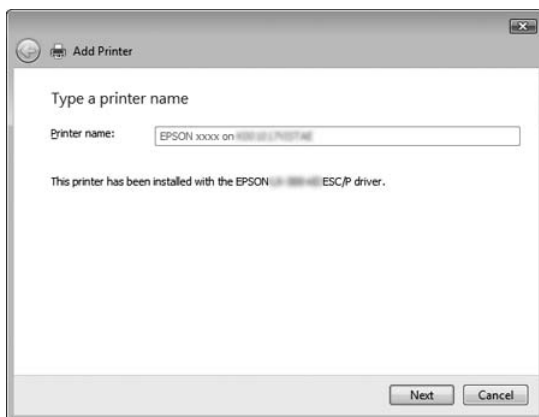 Add Printer
Type a printer name
Printer name:
EPSON xxxx on
This printer has been installed with the EPSON ESC/P driver.
Next
Cancel